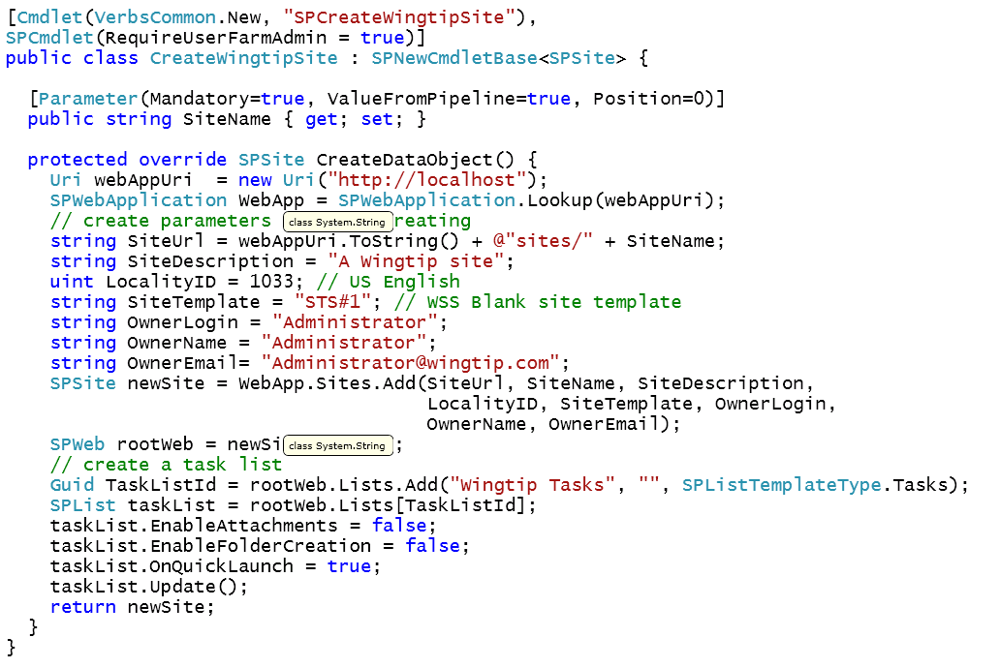 [Cmdlet(VerbsCommon.New, "SPCreateWingtipSite"),
SPCmdlet(RequireUserFarmAdmin = true)]
public class CreateWingtipSite : SPNewCmdletBase<SPSite> {

  [Parameter(Mandatory=true, ValueFromPipeline=true, Position=0)]
  public string SiteName { get; set; }

  protected override SPSite CreateDataObject() {
    Uri webAppUri  = new Uri("http://localhost");
    SPWebApplication WebApp = SPWebApplication.Lookup(webAppUri);
    // create parameters class System.String reating
    string SiteUrl = webAppUri.ToString() + @"sites/" + SiteName;
    string SiteDescription = "A Wingtip site";
    uint LocalityID = 1033; // US English
    string SiteTemplate = "STS#1"; // WSS Blank site template
    string OwnerLogin = "Administrator";
    string OwnerName = "Administrator";
    string OwnerEmail= "Administrator@wingtip.com";
    SPSite newSite = WebApp.Sites.Add(SiteUrl, SiteName, SiteDescription,
                                      LocalityID, SiteTemplate, OwnerLogin,
                                      OwnerName, OwnerEmail);
    SPWeb rootWeb = newSi class System.String ;
    // create a task list
    Guid TaskListId = rootWeb.Lists.Add("Wingtip Tasks", "", SPListTemplateType.Tasks);
    SPList taskList = rootWeb.Lists[TaskListId];
    taskList.EnableAttachments = false;
    taskList.EnableFolderCreation = false;
    taskList.OnQuickLaunch = true;
    taskList.Update();
    return newSite;
  }
}